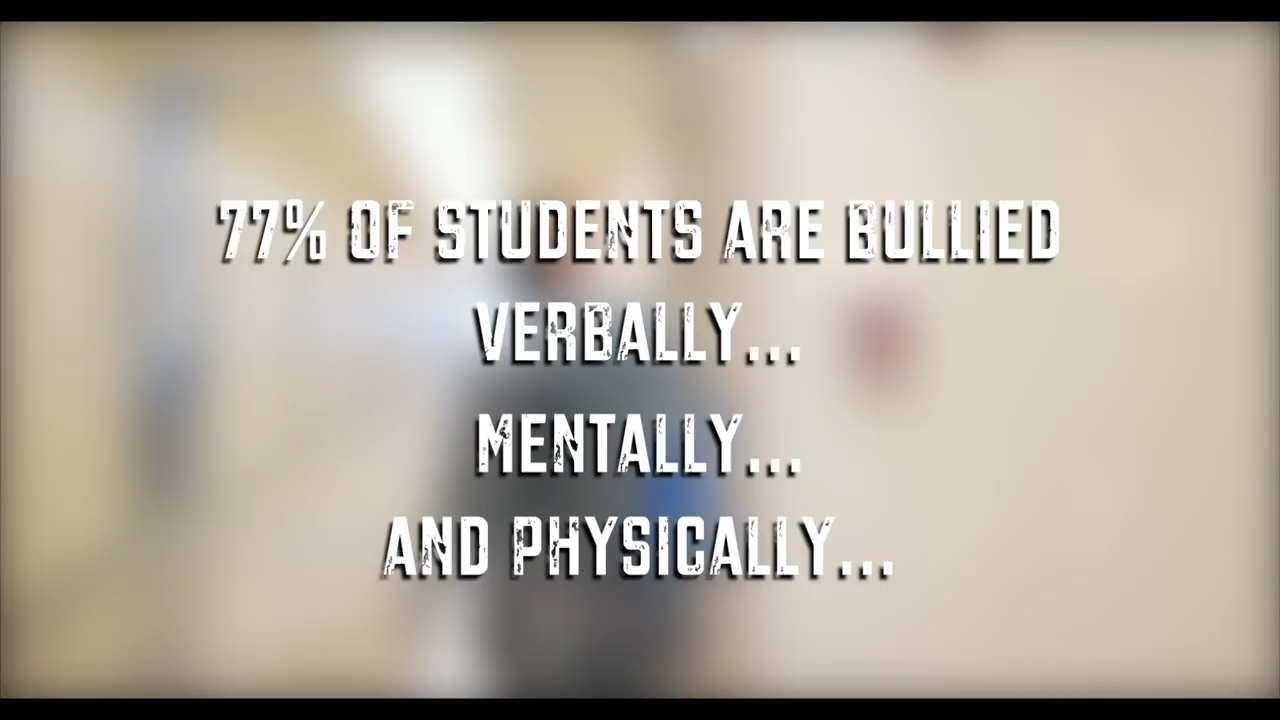 77% OF STUDENTS ARE BULLIED
VERBALLY...
MENTALLY...
AND PHYSICALLY...